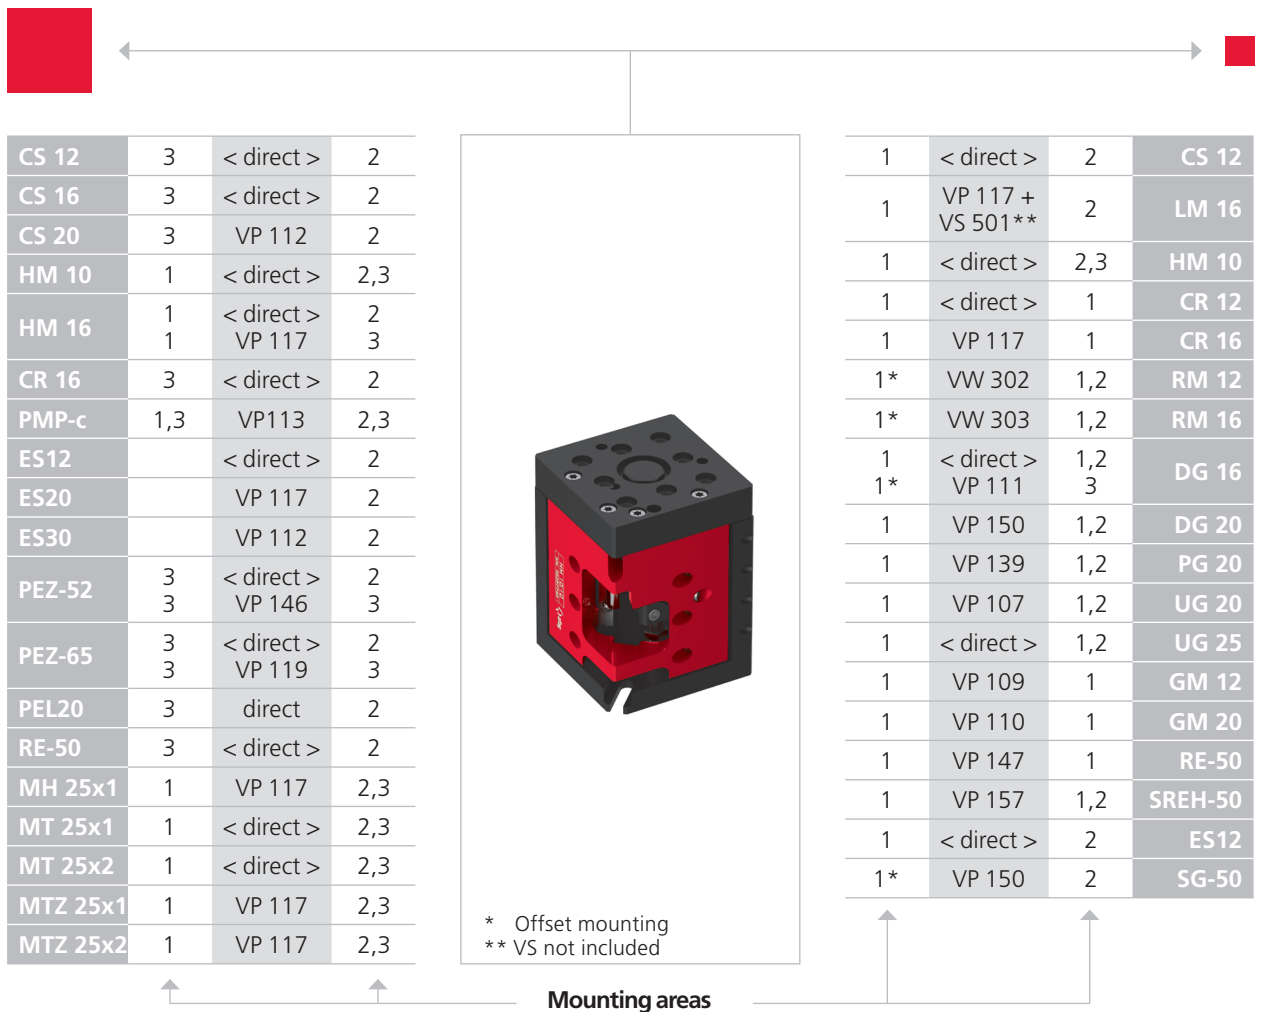 CS 12 3 < direct > 2
CS 16 3 < direct > 2
CS 20 3 VP 112 2
HM 10 1 < direct > 2,3
HM 16 1 < direct > 2
1 VP 117 3
CR 16 3 < direct > 2
PMP-c 1,3 VP113 2,3
ES12 < direct > 2
ES20 VP 117 2
ES30 VP 112 2
PEZ-52 3 < direct > 2
3 VP 146 3
PEZ-65 3 < direct > 2
3 VP 119 3
PEL20 3 direct 2
RE-50 3 < direct > 2
MH 25x1 1 VP 117 2,3
MT 25x1 1 < direct > 2,3
MT 25x2 1 < direct > 2,3
MTZ 25x1 1 VP 117 2,3
MTZ 25x2 1 VP 117 2,3
* Offset mounting
** VS not included
1 < direct > 2 CS 12
1 VP 117 + 2 LM 16
VS 501**
1 < direct > 2,3 HM 10
1 < direct > 1 CR 12
1 VP 117 1 CR 16
1* VW 302 1,2 RM 12
1* VW 303 1,2 RM 16
1 < direct > 1,2 DG 16
1* VP 111 3
1 VP 150 1,2 DG 20
1 VP 139 1,2 PG 20
1 VP 107 1,2 UG 20
1 < direct > 1,2 UG 25
1 VP 109 1 GM 12
1 VP 110 1 GM 20
1 VP 147 1 RE-50
1 VP 157 1,2 SREH-50
1 < direct > 2 ES12
1* VP 150 2 SG-50
Mounting areas